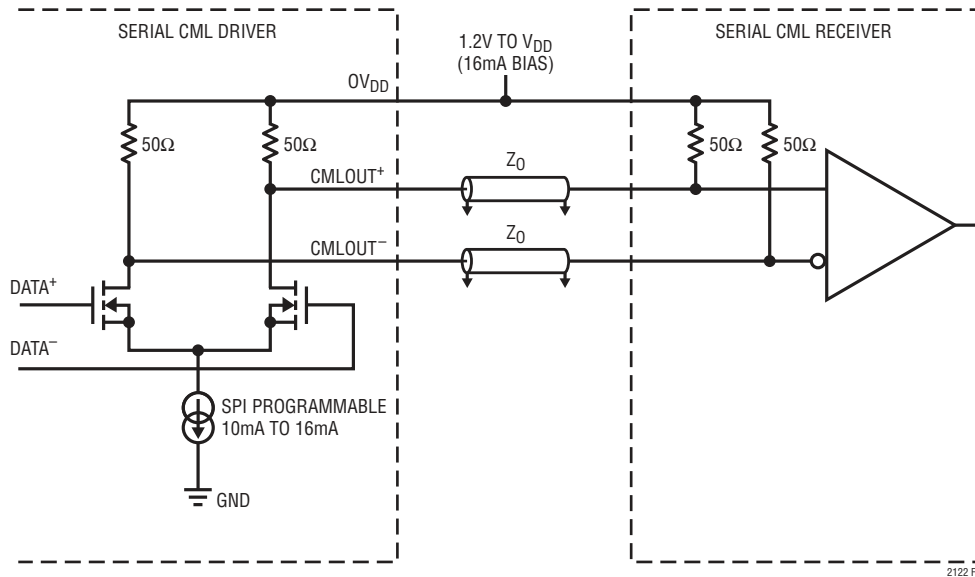 SERIAL CML DRIVER
SERIAL CML RECEIVER
1.2V TO VDD
(16mA BIAS)
OVDD
50Ω
50Ω
50Ω
50Ω
CMLOUT+
Z0
CMLOUT−
Z0
DATA+
DATA−
SPI PROGRAMMABLE
10mA TO 16mA
GND
2122 F